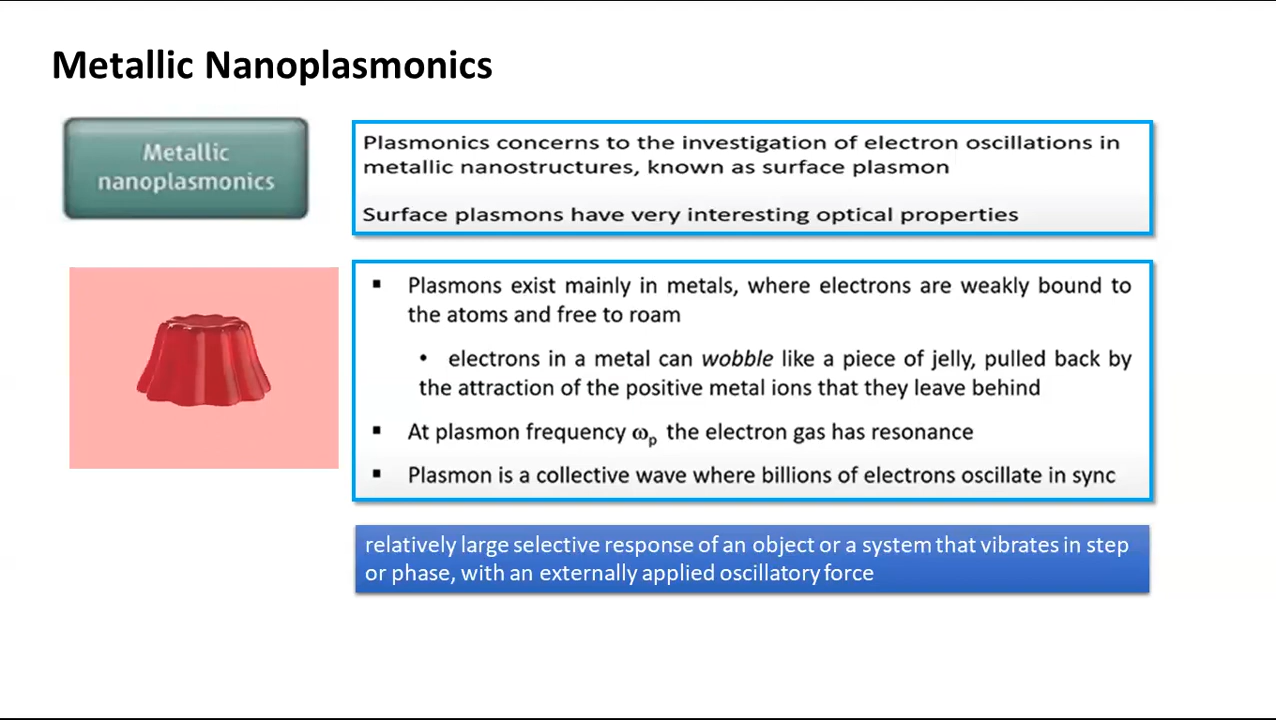 Metallic Nanoplasmonics
Metallic
nanoplasmonics
Plasmonics concerns to the investigation of electron oscillations in
metallic nanostructures, known as surface plasmon
Surface plasmons have very interesting optical properties
▪ Plasmons exist mainly in metals, where electrons are weakly bound to
the atoms and free to roam
• electrons in a metal can wobble like a piece of jelly, pulled back by
the attraction of the positive metal ions that they leave behind
▪ At plasmon frequency ωp the electron gas has resonance
▪ Plasmon is a collective wave where billions of electrons oscillate in sync
relatively large selective response of an object or a system that vibrates in step
or phase, with an externally applied oscillatory force